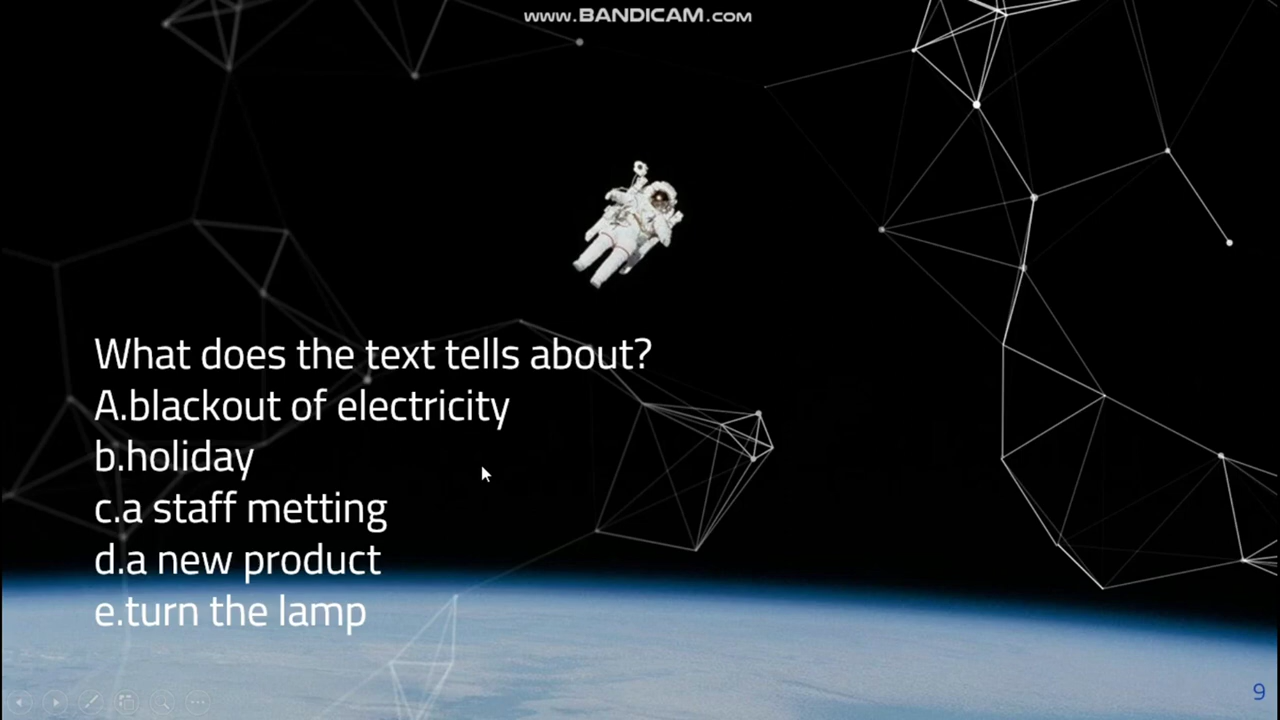 www.BANDICAM.com
What does the text tells about?
A.blackout of electricity
b.holiday
c.a staff metting
d.a new product
e.turn the lamp
9